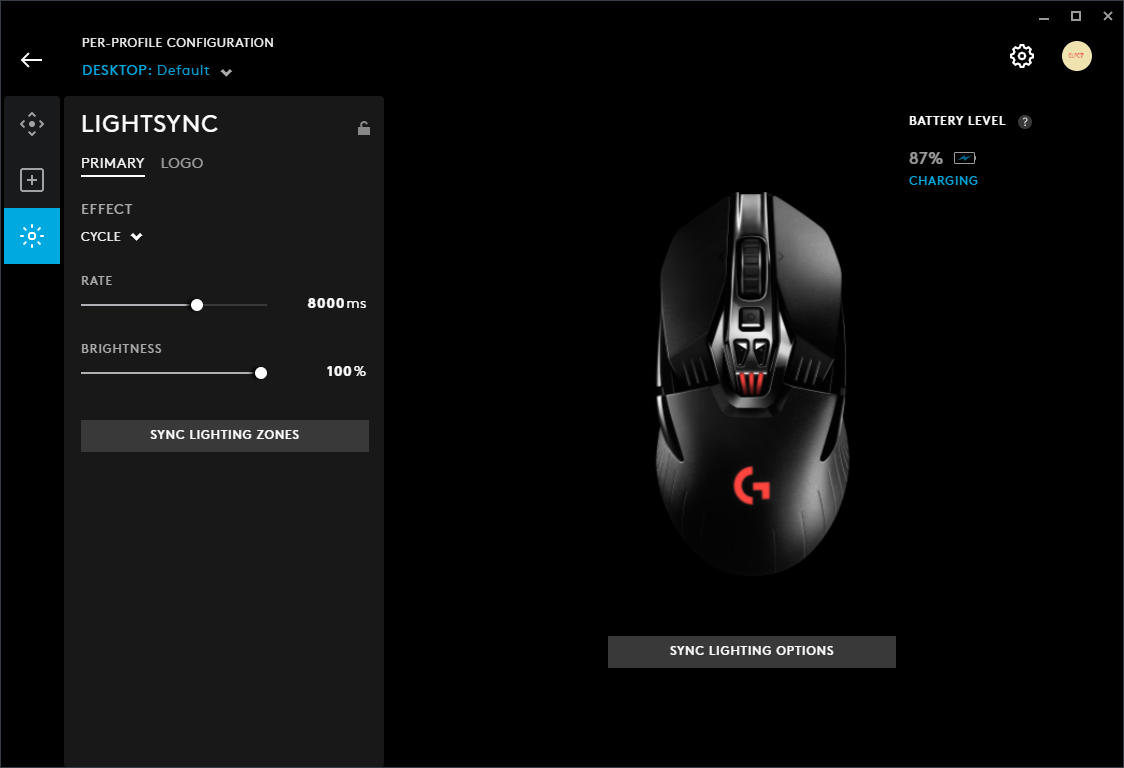 PER-PROFILE CONFIGURATION
DESKTOP: Default
LIGHTSYNC
PRIMARY LOGO
EFFECT
CYCLE
RATE
8000ms
BRIGHTNESS
100%
SYNC LIGHTING ZONES
BATTERY LEVEL ?
87%
CHARGING
SYNC LIGHTING OPTIONS